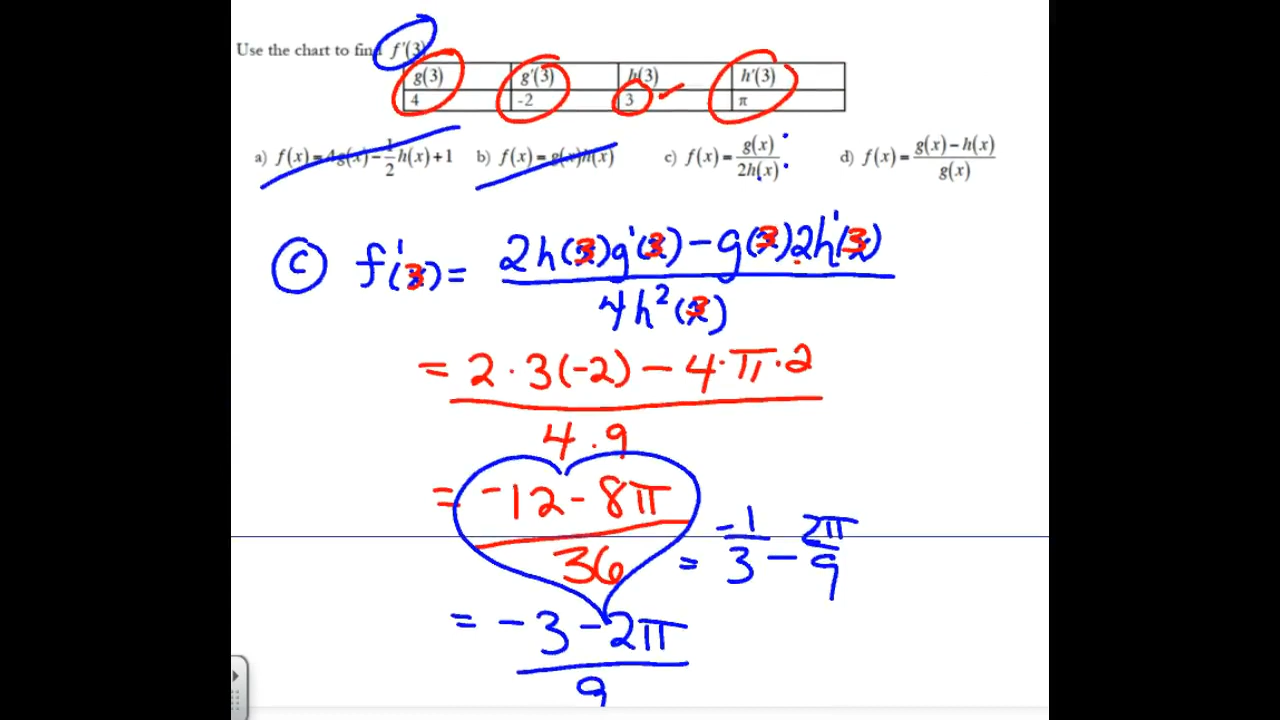 Use the chart to find f'(3)
g(3) g'(3) h(3) h'(3)
4 -2 3 π
a) f(x)=4g(x)-1/2h(x)+1 b) f(x)=g(x)h(x) c) f(x)=g(x)/2h(x) d) f(x)=g(x)-h(x)/g(x)
(c) f'(3) = 2h(3)g'(3) - g(3)2h'(3)
4h²(3)
= 2·3(-2) - 4·π·2
4·9
= -12-8π
36
= -1/3 - 2π/9
= -3-2π
9